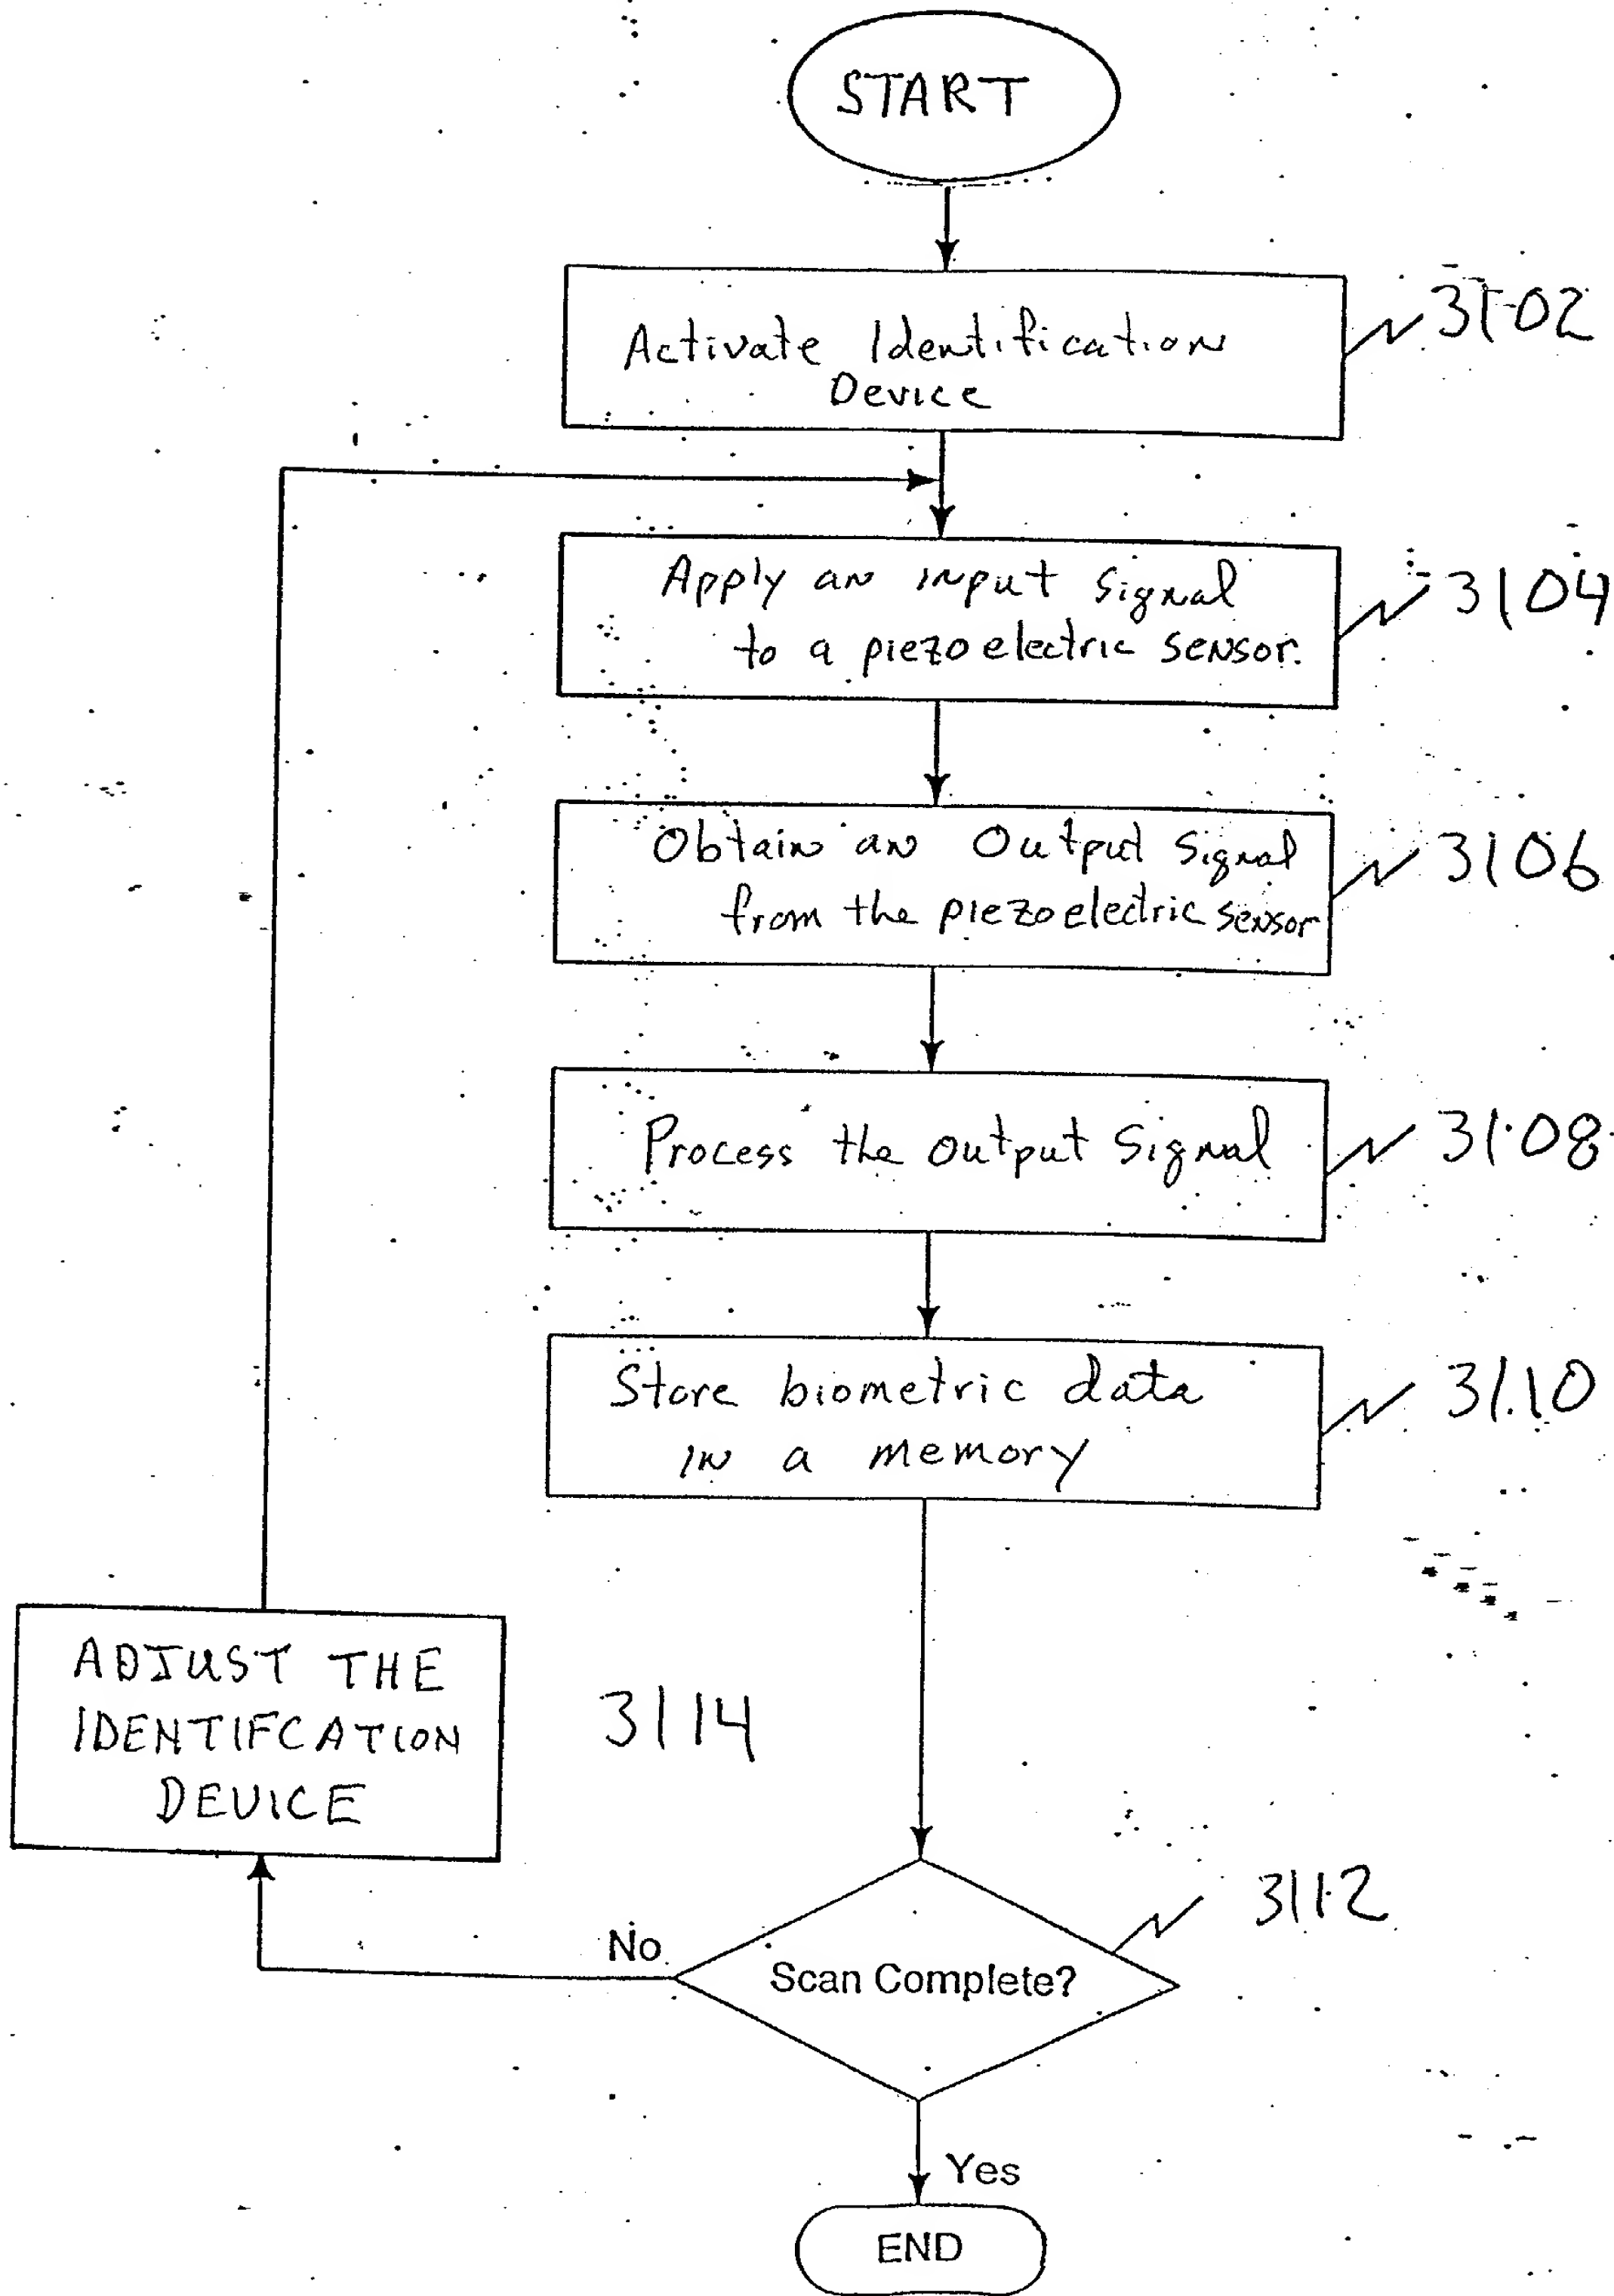 START
Activate Identification
Device
3102
Apply an input signal
to a piezoelectric sensor.
3104
Obtain an Output Signal
from the piezoelectric sensor
3106
Process the output Signal
3108
Store biometric data
in a memory
3110
ADJUST THE
IDENTIFCATION
DEVICE
3114
3112
No
Scan Complete?
Yes
END